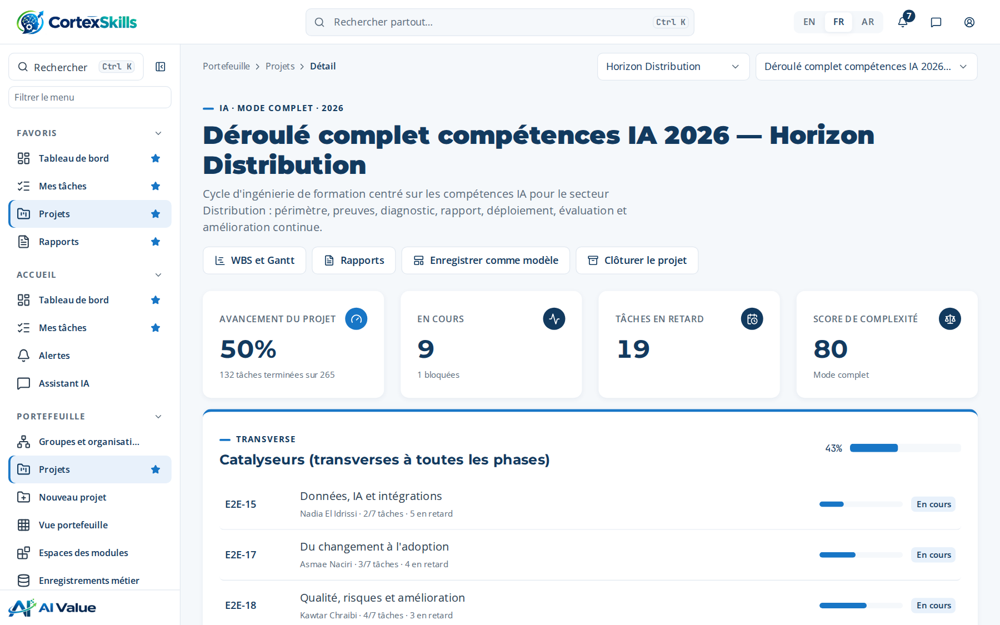 CortexSkills
Rechercher partout...
Ctrl K
EN
FR
AR
7
Rechercher
Ctrl K
Filtrer le menu
FAVORIS
Tableau de bord
Mes tâches
Projets
Rapports
ACCUEIL
Tableau de bord
Mes tâches
Alertes
Assistant IA
PORTEFEUILLE
Groupes et organisati...
Projets
Nouveau projet
Vue portefeuille
Espaces des modules
Enregistrements métier
AI Value
Portefeuille > Projets > Détail
Horizon Distribution
Déroulé complet compétences IA 2026...
IA · MODE COMPLET · 2026
Déroulé complet compétences IA 2026 — Horizon
Distribution
Cycle d'ingénierie de formation centré sur les compétences IA pour le secteur
Distribution : périmètre, preuves, diagnostic, rapport, déploiement, évaluation et
amélioration continue.
WBS et Gantt
Rapports
Enregistrer comme modèle
Clôturer le projet
AVANCEMENT DU PROJET
50%
132 tâches terminées sur 265
EN COURS
9
1 bloquées
TÂCHES EN RETARD
19
SCORE DE COMPLEXITÉ
80
Mode complet
TRANSVERSE
Catalyseurs (transverses à toutes les phases)
43%
E2E-15
Données, IA et intégrations
Nadia El Idrissi · 2/7 tâches · 5 en retard
En cours
E2E-17
Du changement à l'adoption
Asmae Naciri · 3/7 tâches · 4 en retard
En cours
E2E-18
Qualité, risques et amélioration
Kawtar Chraibi · 4/7 tâches · 3 en retard
En cours